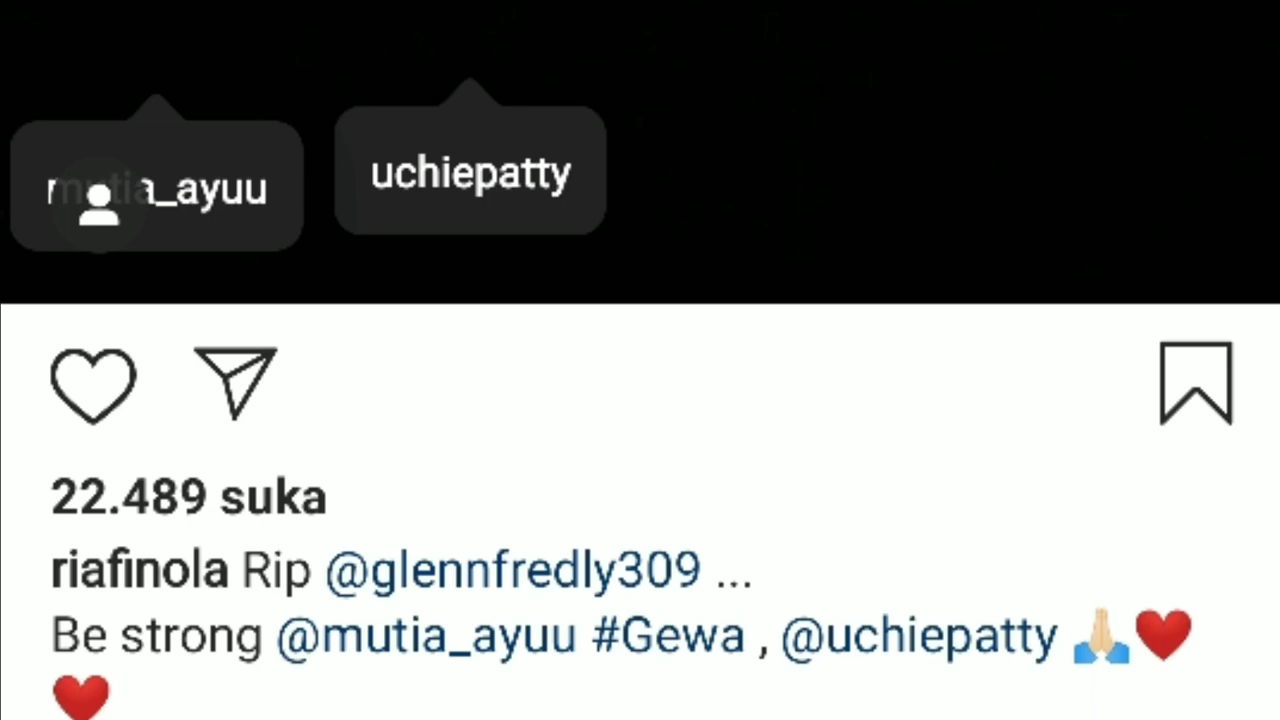 mutia_ayuu
uchiepatty
22.489 suka
riafinola Rip @glennfredly309 ...
Be strong @mutia_ayuu #Gewa , @uchiepatty 🙏🏼❤️
❤️